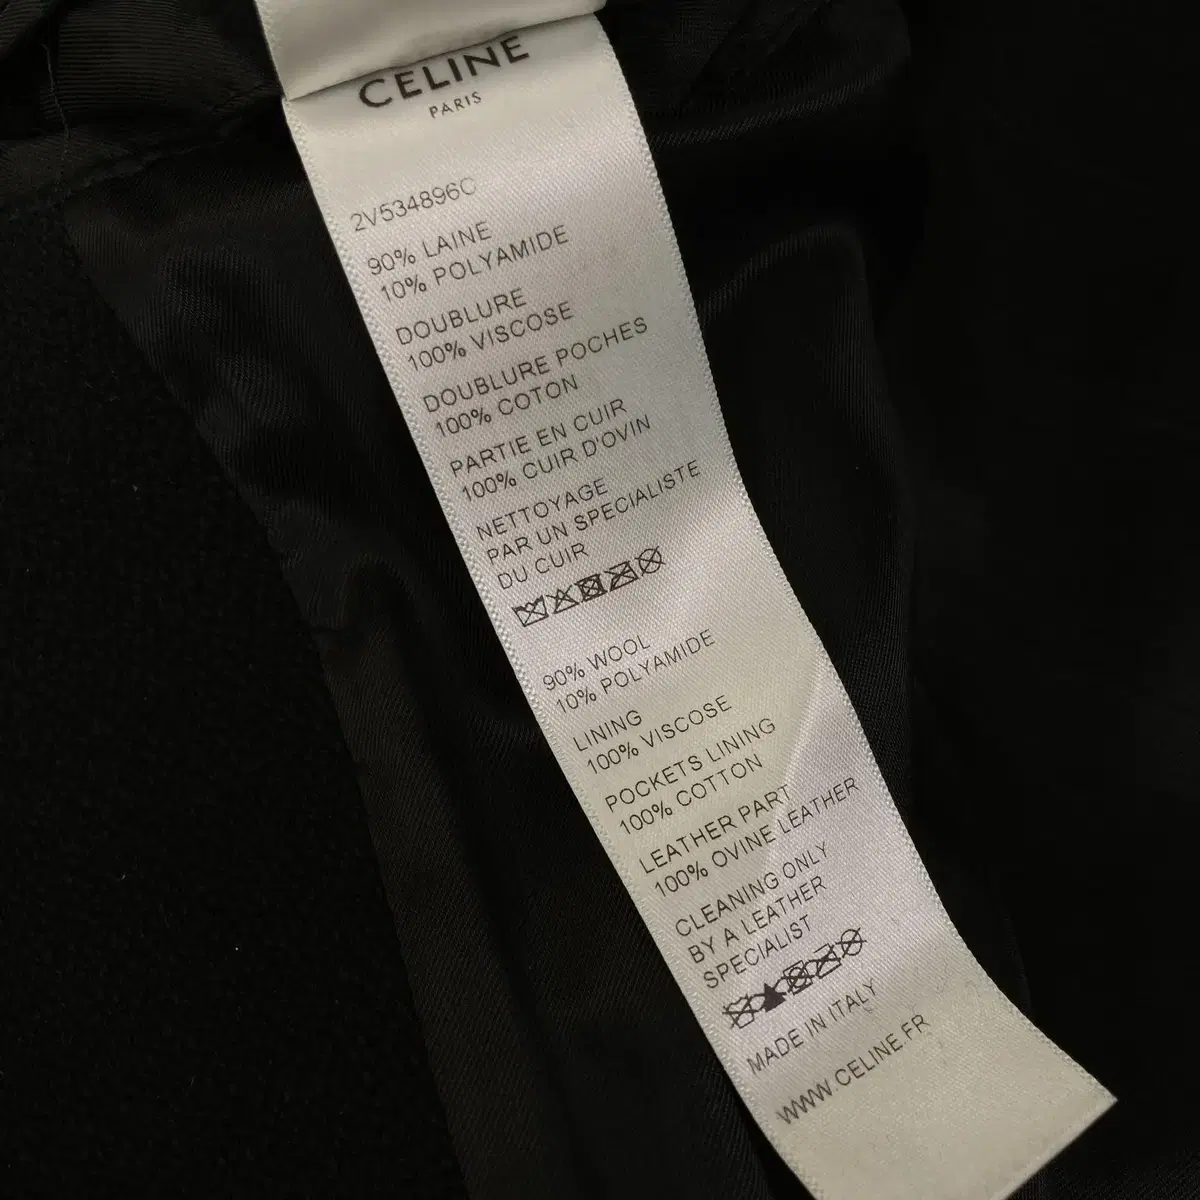 CELINE
PARIS
2V534896C
90% LAINE
10% POLYAMIDE
DOUBLURE
100% VISCOSE
DOUBLURE POCHES
100% COTON
PARTIE EN CUIR
100% CUIR D'OVIN
NETTOYAGE
PAR UN SPECIALISTE
DU CUIR
90% WOOL
10% POLYAMIDE
LINING
100% VISCOSE
POCKETS LINING
100% COTTON
LEATHER PART
100% OVINE LEATHER
CLEANING ONLY
BY A LEATHER
SPECIALIST
MADE IN ITALY
WWW.CELINE.FR